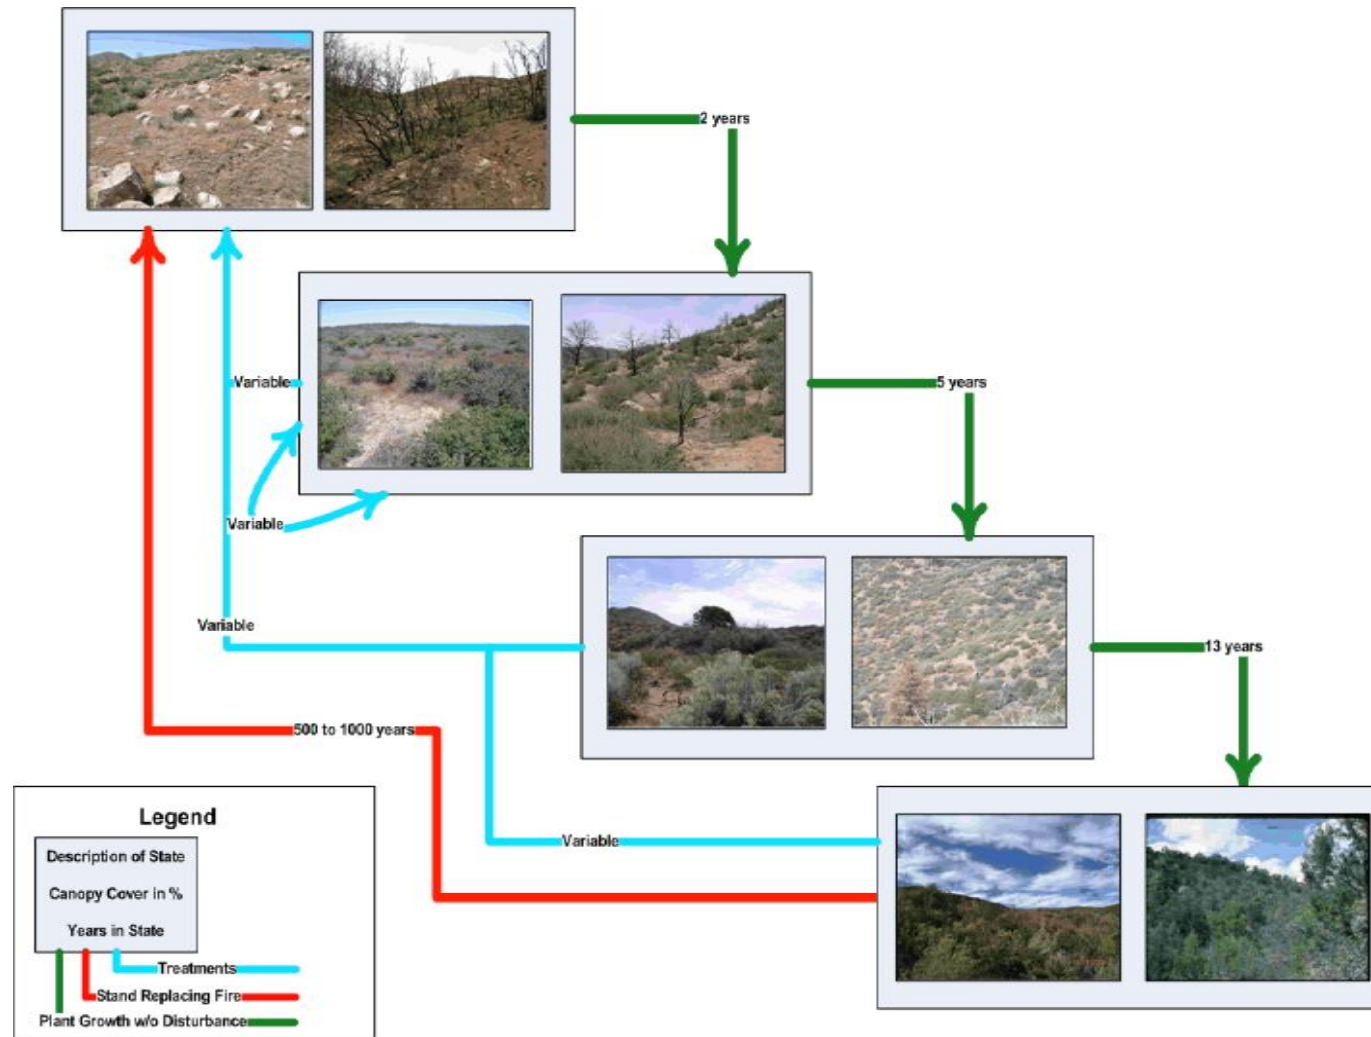 2 years
Variable
5 years
Variable
Variable
13 years
500 to 1000 years
Variable
Legend
Description of State
Canopy Cover in %
Years in State
Treatments
Stand Replacing Fire
Plant Growth w/o Disturbance